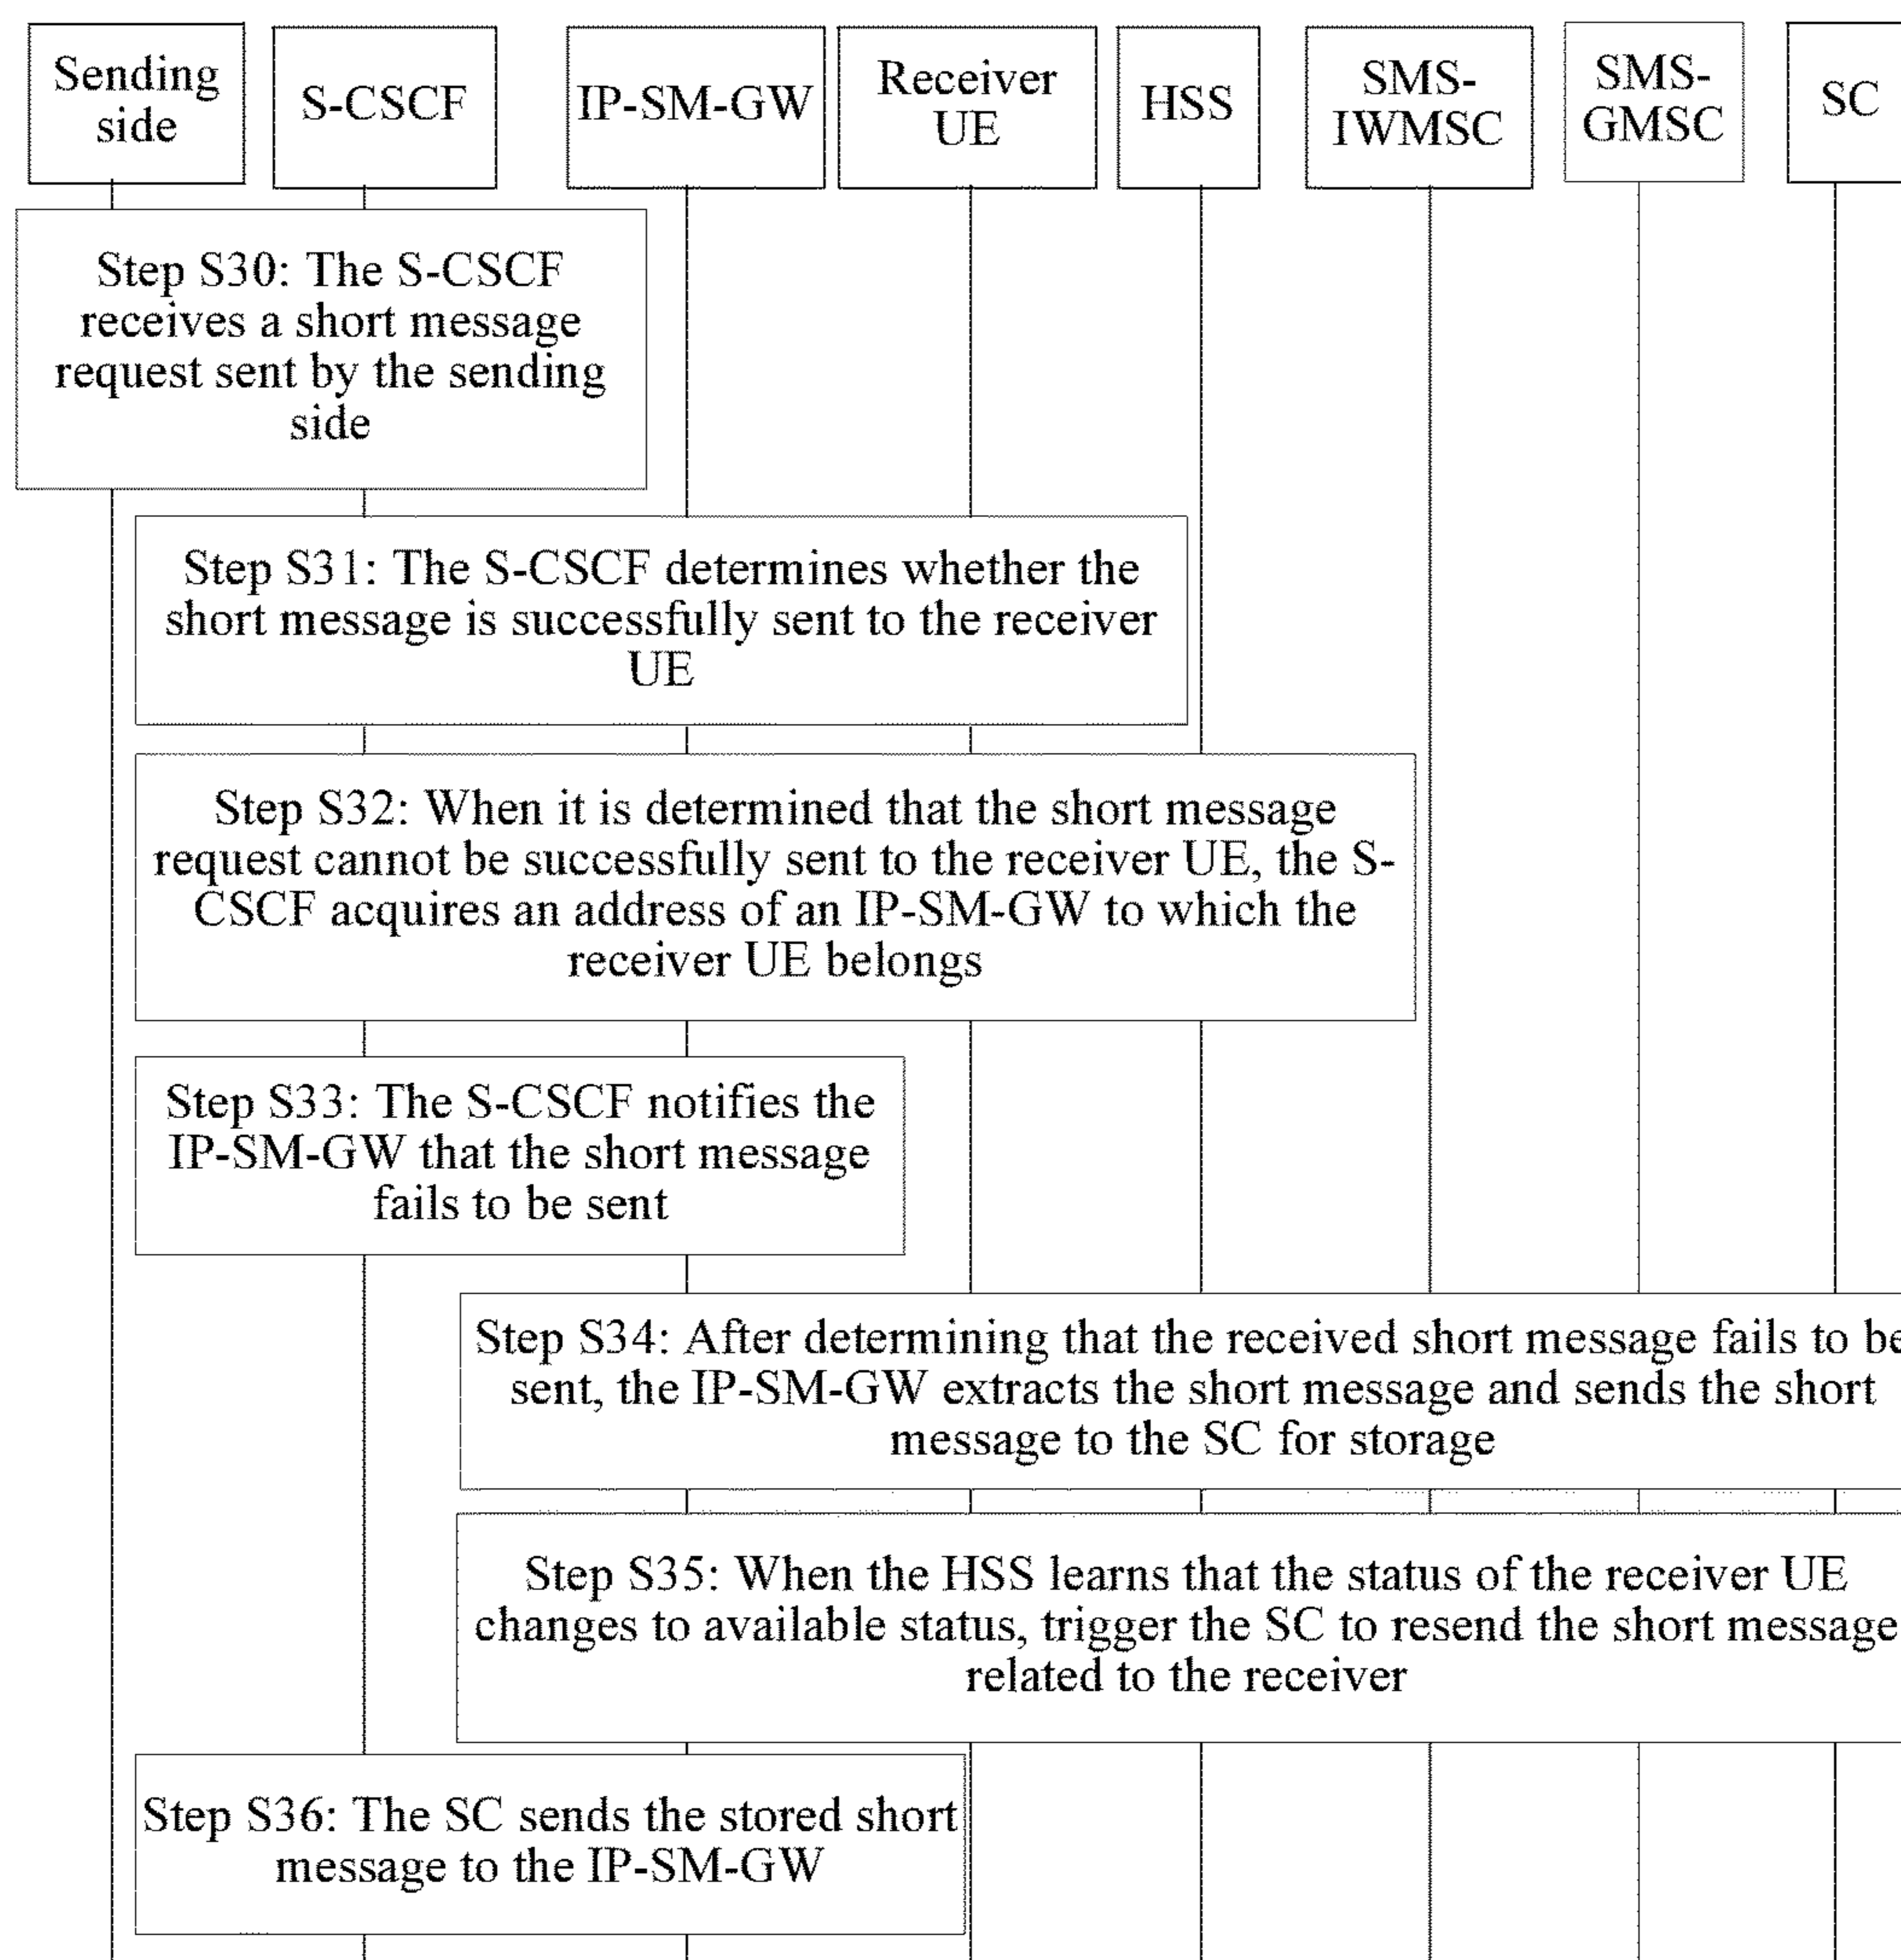 Sending
side
S-CSCF
IP-SM-GW
Receiver
UE
HSS
SMS-
IWMSC
SMS-
GMSC
SC
Step S30: The S-CSCF
receives a short message
request sent by the sending
side
Step S31: The S-CSCF determines whether the
short message is successfully sent to the receiver
UE
Step S32: When it is determined that the short message
request cannot be successfully sent to the receiver UE, the S-
CSCF acquires an address of an IP-SM-GW to which the
receiver UE belongs
Step S33: The S-CSCF notifies the
IP-SM-GW that the short message
fails to be sent
Step S34: After determining that the received short message fails to be
sent, the IP-SM-GW extracts the short message and sends the short
message to the SC for storage
Step S35: When the HSS learns that the status of the receiver UE
changes to available status, trigger the SC to resend the short message
related to the receiver
Step S36: The SC sends the stored short
message to the IP-SM-GW